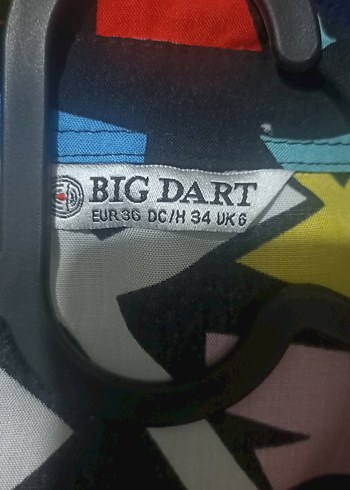 BIG DART
EUR 36 DC/H 34 UK 6